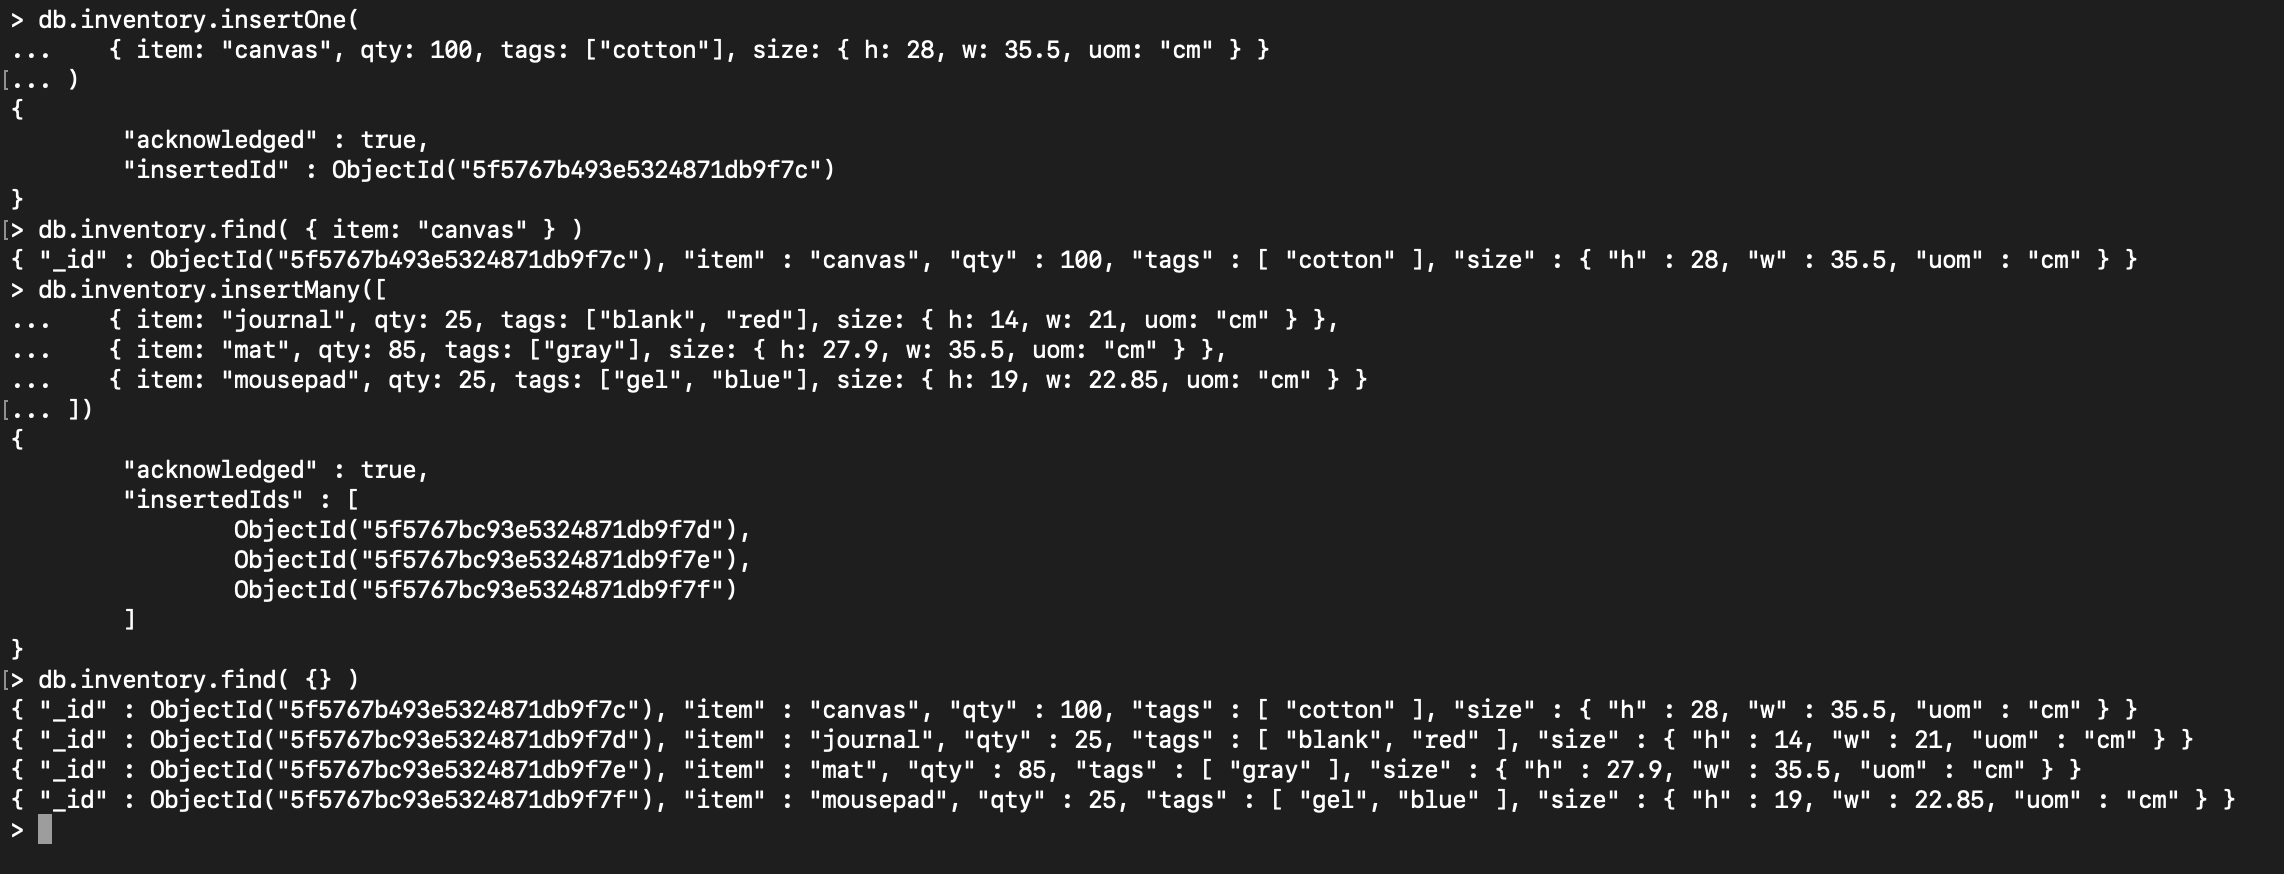 > db.inventory.insertOne(
...    { item: "canvas", qty: 100, tags: ["cotton"], size: { h: 28, w: 35.5, uom: "cm" } }
[... )
{
        "acknowledged" : true,
        "insertedId" : ObjectId("5f5767b493e5324871db9f7c")
}
[> db.inventory.find( { item: "canvas" } )
{ "_id" : ObjectId("5f5767b493e5324871db9f7c"), "item" : "canvas", "qty" : 100, "tags" : [ "cotton" ], "size" : { "h" : 28, "w" : 35.5, "uom" : "cm" } }
> db.inventory.insertMany([
...    { item: "journal", qty: 25, tags: ["blank", "red"], size: { h: 14, w: 21, uom: "cm" } },
...    { item: "mat", qty: 85, tags: ["gray"], size: { h: 27.9, w: 35.5, uom: "cm" } },
...    { item: "mousepad", qty: 25, tags: ["gel", "blue"], size: { h: 19, w: 22.85, uom: "cm" } }
[... ])
{
        "acknowledged" : true,
        "insertedIds" : [
                ObjectId("5f5767bc93e5324871db9f7d"),
                ObjectId("5f5767bc93e5324871db9f7e"),
                ObjectId("5f5767bc93e5324871db9f7f")
        ]
}
[> db.inventory.find( {} )
{ "_id" : ObjectId("5f5767b493e5324871db9f7c"), "item" : "canvas", "qty" : 100, "tags" : [ "cotton" ], "size" : { "h" : 28, "w" : 35.5, "uom" : "cm" } }
{ "_id" : ObjectId("5f5767bc93e5324871db9f7d"), "item" : "journal", "qty" : 25, "tags" : [ "blank", "red" ], "size" : { "h" : 14, "w" : 21, "uom" : "cm" } }
{ "_id" : ObjectId("5f5767bc93e5324871db9f7e"), "item" : "mat", "qty" : 85, "tags" : [ "gray" ], "size" : { "h" : 27.9, "w" : 35.5, "uom" : "cm" } }
{ "_id" : ObjectId("5f5767bc93e5324871db9f7f"), "item" : "mousepad", "qty" : 25, "tags" : [ "gel", "blue" ], "size" : { "h" : 19, "w" : 22.85, "uom" : "cm" } }
>